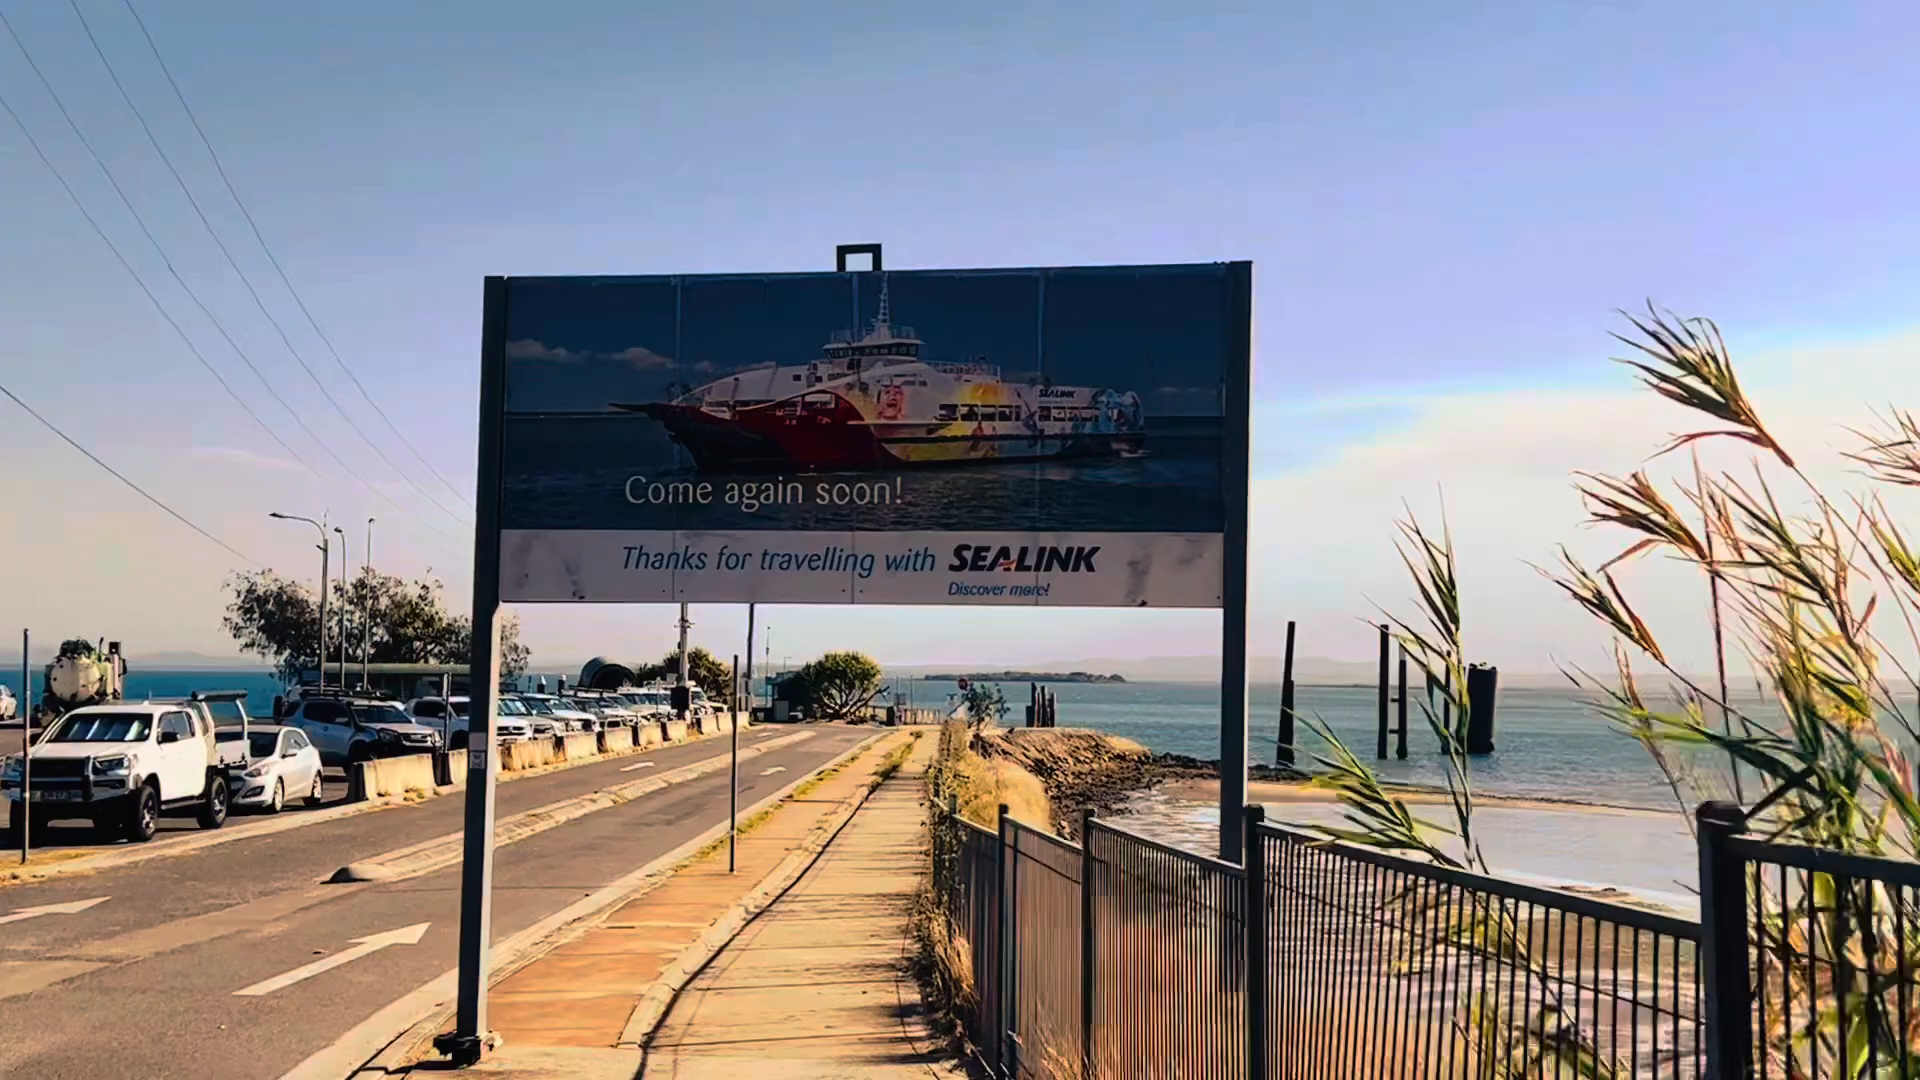 SEALINK
Come again soon!
Thanks for travelling with SEALINK
Discover more!